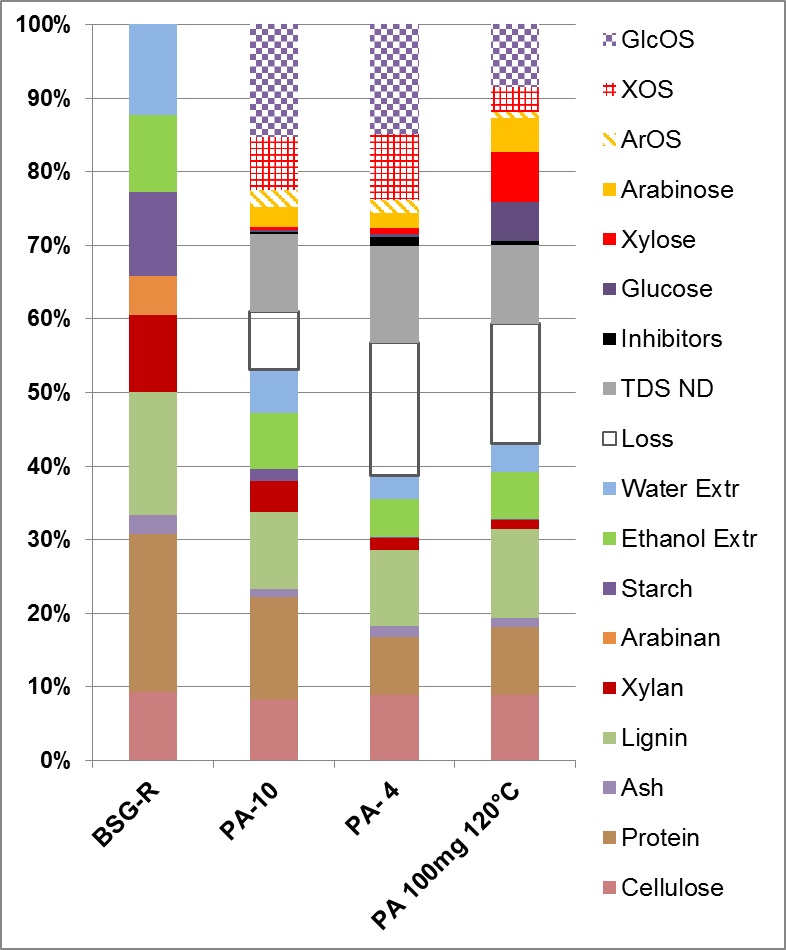 100%
90%
80%
70%
60%
50%
40%
30%
20%
10%
0%
BSG-R
PA-10
PA- 4
PA 100mg 120°C
GlcOS
XOS
ArOS
Arabinose
Xylose
Glucose
Inhibitors
TDS ND
Loss
Water Extr
Ethanol Extr
Starch
Arabinan
Xylan
Lignin
Ash
Protein
Cellulose